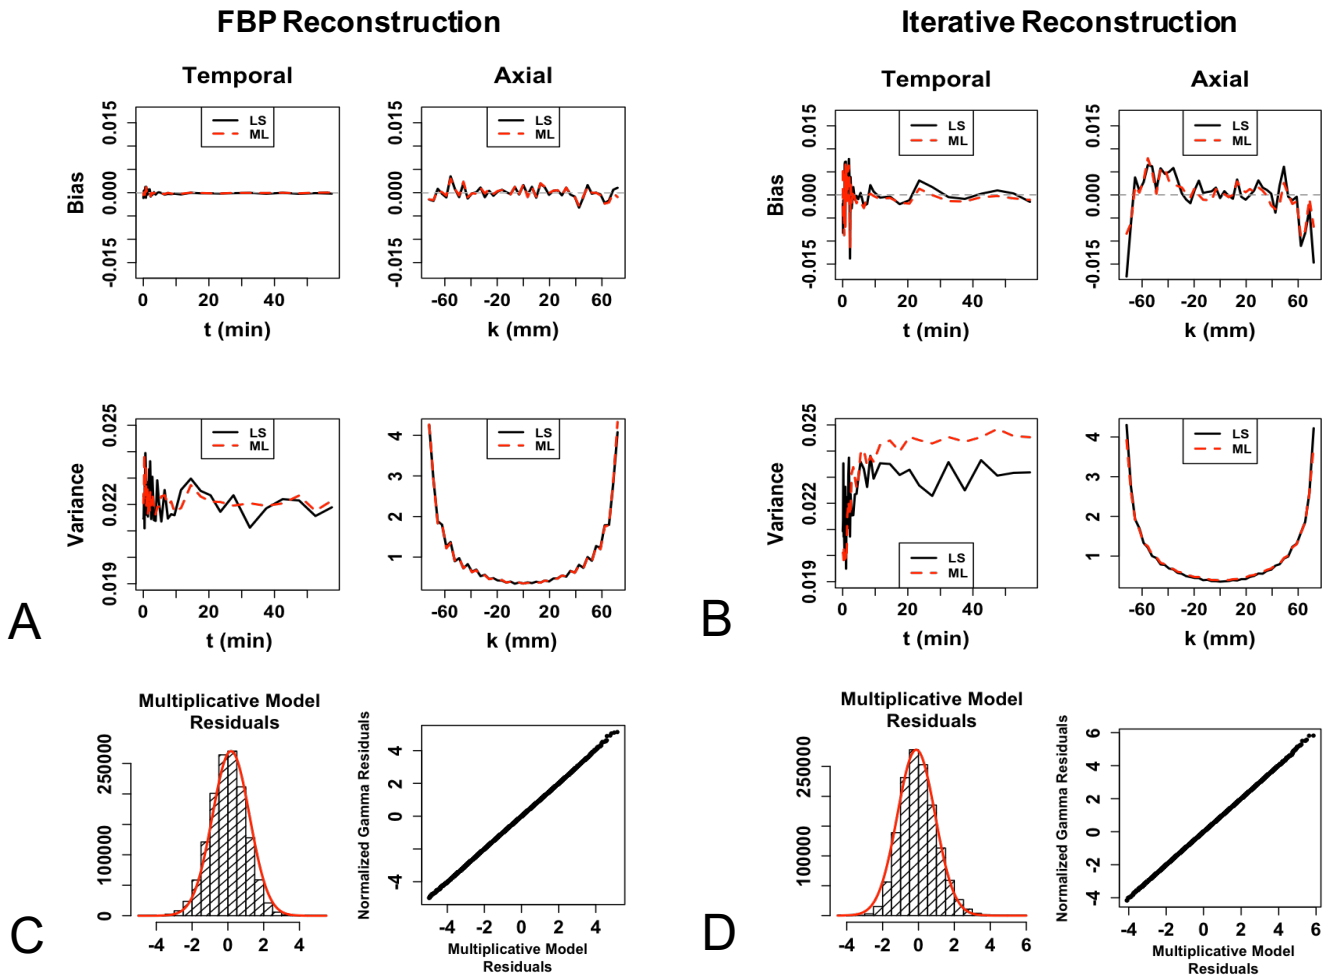 FBP Reconstruction
Iterative Reconstruction
Temporal
Axial
Temporal
Axial
Bias
0.015
0.000
-0.015
LS
ML
0 20 40
t (min)
LS
ML
0.015
0.000
-0.015
-60 -20 20 60
k (mm)
Bias
0.015
0.000
-0.015
LS
ML
0 20 40
t (min)
LS
ML
0.015
0.000
-0.015
-60 -20 20 60
k (mm)
Variance
0.025
0.022
0.019
LS
ML
0 20 40
t (min)
4
3
2
1
LS
ML
-60 -20 20 60
k (mm)
A
Variance
0.025
0.022
0.019
LS
ML
0 20 40
t (min)
4
3
2
1
LS
ML
-60 -20 20 60
k (mm)
B
Multiplicative Model
Residuals
250000
100000
0
-4 -2 0 2 4
Normalized Gamma Residuals
4
2
0
-4
-4 -2 0 2 4
Multiplicative Model
Residuals
C
Multiplicative Model
Residuals
250000
100000
0
-4 -2 0 2 4 6
Normalized Gamma Residuals
6
4
2
0
-2
-4
-4 -2 0 2 4 6
Multiplicative Model
Residuals
D